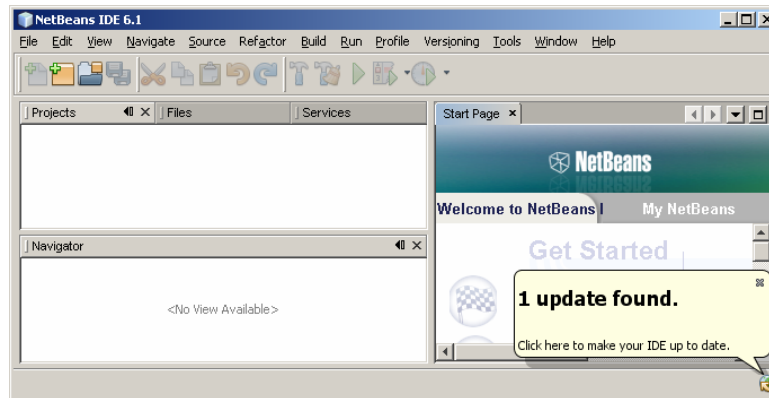 NetBeans IDE 6.1
File Edit View Navigate Source Refactor Build Run Profile Versioning Tools Window Help
Projects Files Services
Start Page
NetBeans
Welcome to NetBeans I My NetBeans
Get Started
Navigator
<No View Available>
1 update found.
Click here to make your IDE up to date.